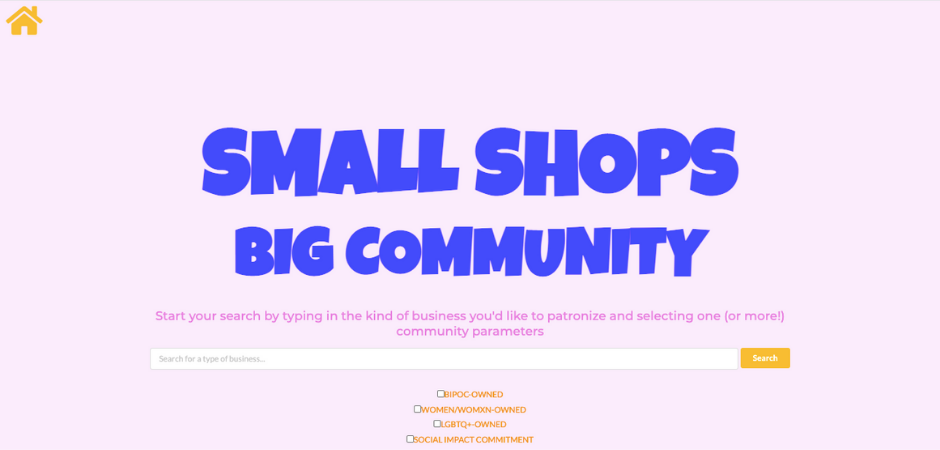 SMALL SHOPS
BIG COMMUNITY
Start your search by typing in the kind of business you'd like to patronize and selecting one (or more!)
community parameters
Search for a type of business... Search
BIPOC-OWNED
WOMEN/WOMXN-OWNED
LGBTQ+-OWNED
SOCIAL IMPACT COMMITMENT